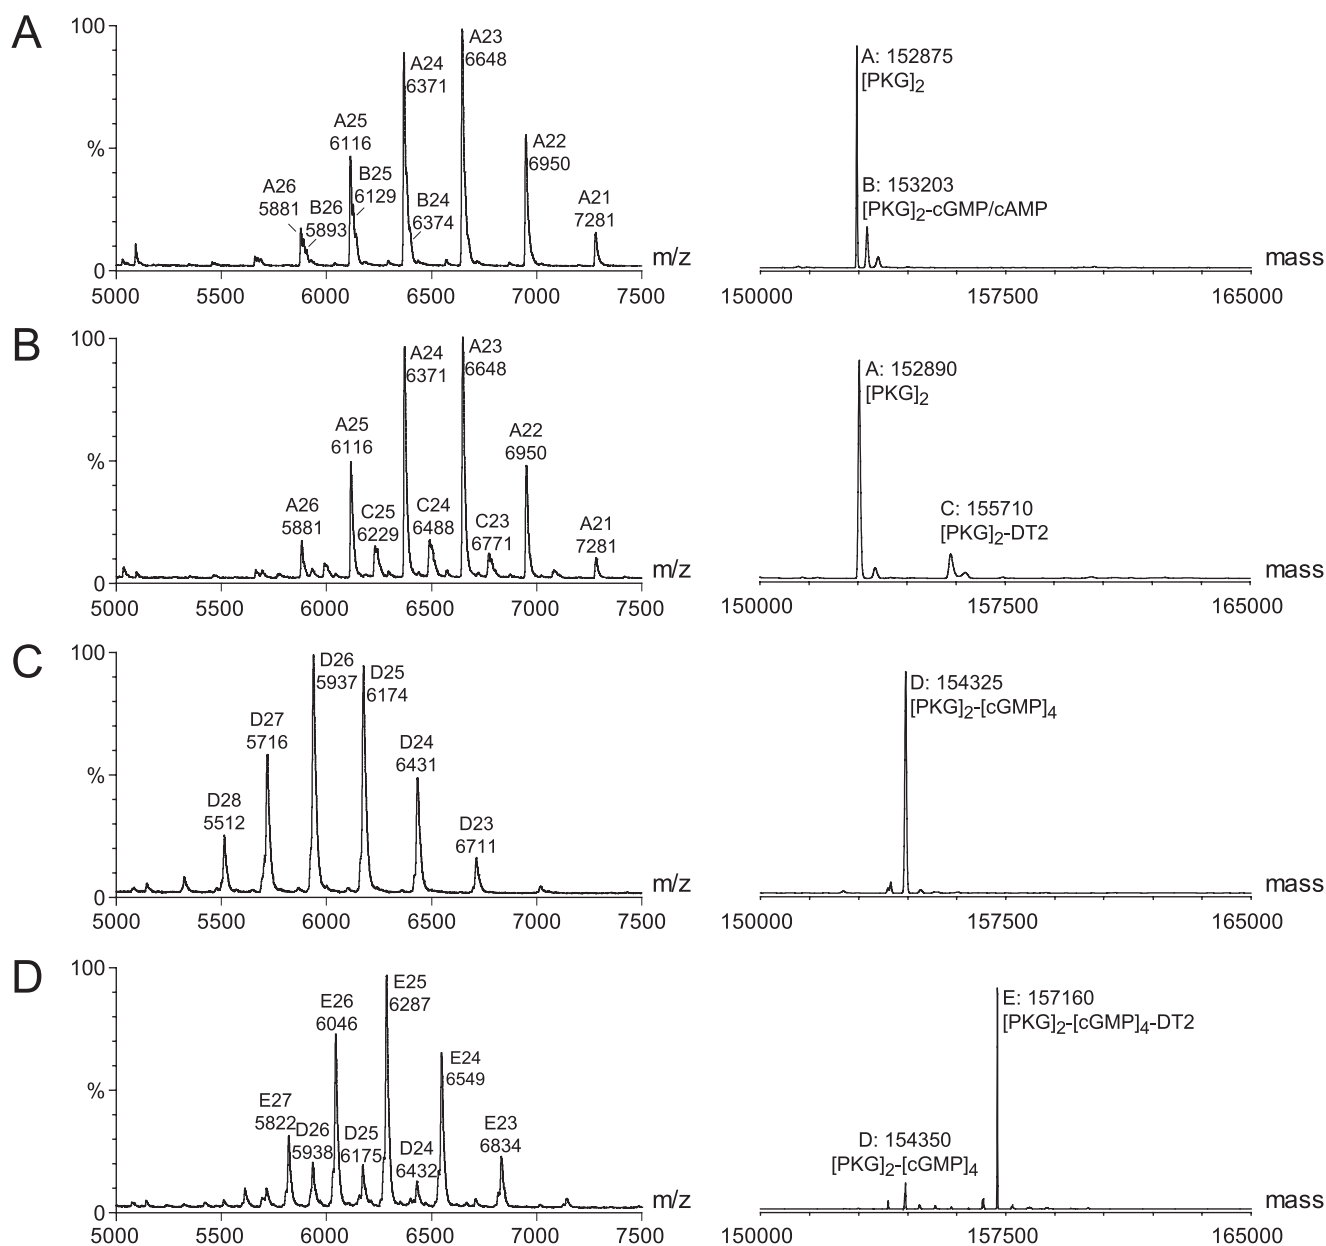 A
100
%
0
5000
5500
6000
6500
7000
7500
m/z
A26
5881
B26
5893
A25
6116
B25
6129
A24
6371
B24
6374
A23
6648
A22
6950
A21
7281
A: 152875
[PKG]2
B: 153203
[PKG]2-cGMP/cAMP
150000
157500
165000
mass
B
100
%
0
5000
5500
6000
6500
7000
7500
m/z
A26
5881
A25
6116
C25
6229
A24
6371
C24
6488
A23
6648
C23
6771
A22
6950
A21
7281
A: 152890
[PKG]2
C: 155710
[PKG]2-DT2
150000
157500
165000
mass
C
100
%
0
5000
5500
6000
6500
7000
7500
m/z
D28
5512
D27
5716
D26
5937
D25
6174
D24
6431
D23
6711
D: 154325
[PKG]2-[cGMP]4
150000
157500
165000
mass
D
100
%
0
5000
5500
6000
6500
7000
7500
m/z
E27
5822
D26
5938
E26
6046
D25
6175
E25
6287
D24
6432
E24
6549
E23
6834
D: 154350
[PKG]2-[cGMP]4
E: 157160
[PKG]2-[cGMP]4-DT2
150000
157500
165000
mass